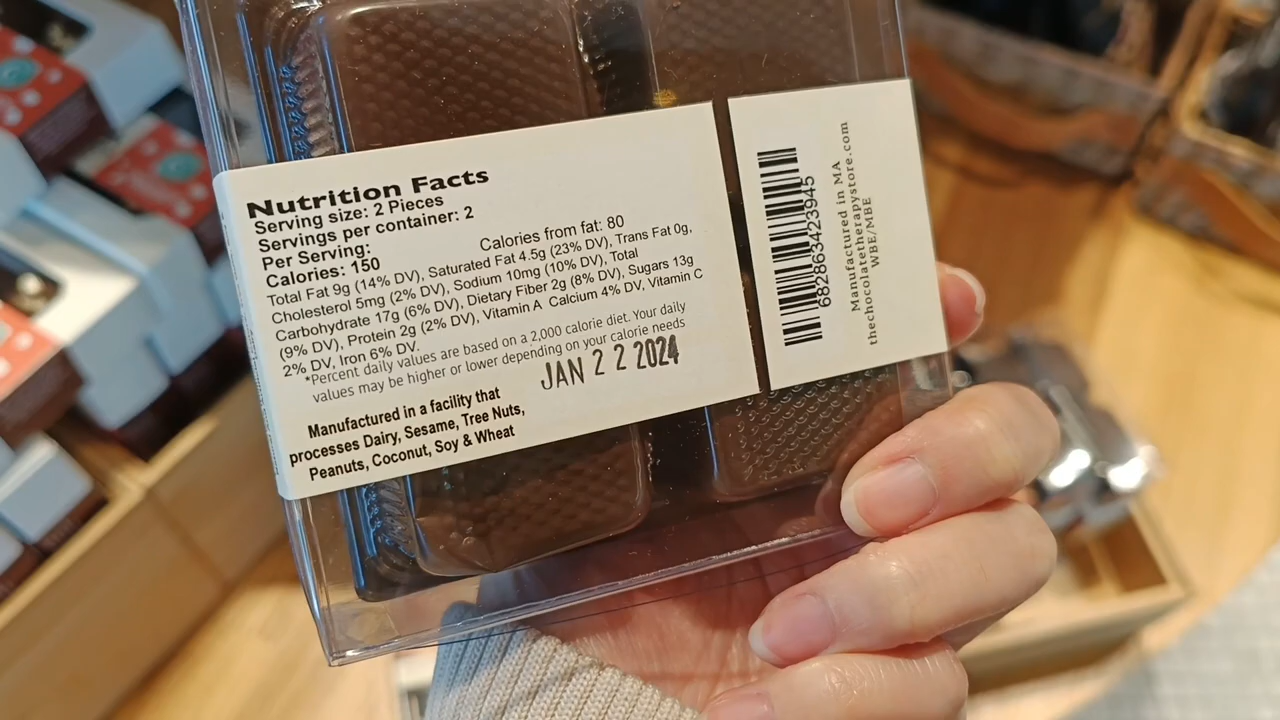 Nutrition Facts
Serving size: 2 Pieces
Servings per container: 2
Per Serving:
Calories: 150 Calories from fat: 80
Total Fat 9g (14% DV), Saturated Fat 4.5g (23% DV), Trans Fat 0g,
Cholesterol 5mg (2% DV), Sodium 10mg (10% DV), Total
Carbohydrate 17g (6% DV), Dietary Fiber 2g (8% DV), Sugars 13g
(9% DV), Protein 2g (2% DV), Vitamin A Calcium 4% DV, Vitamin C
2% DV, Iron 6% DV.
*Percent daily values are based on a 2,000 calorie diet. Your daily
values may be higher or lower depending on your calorie needs
JAN 22 2024
Manufactured in a facility that
processes Dairy, Sesame, Tree Nuts,
Peanuts, Coconut, Soy & Wheat
682863423945
Manufactured in MA
thechocolatetherapystore.com
WBE/MBE